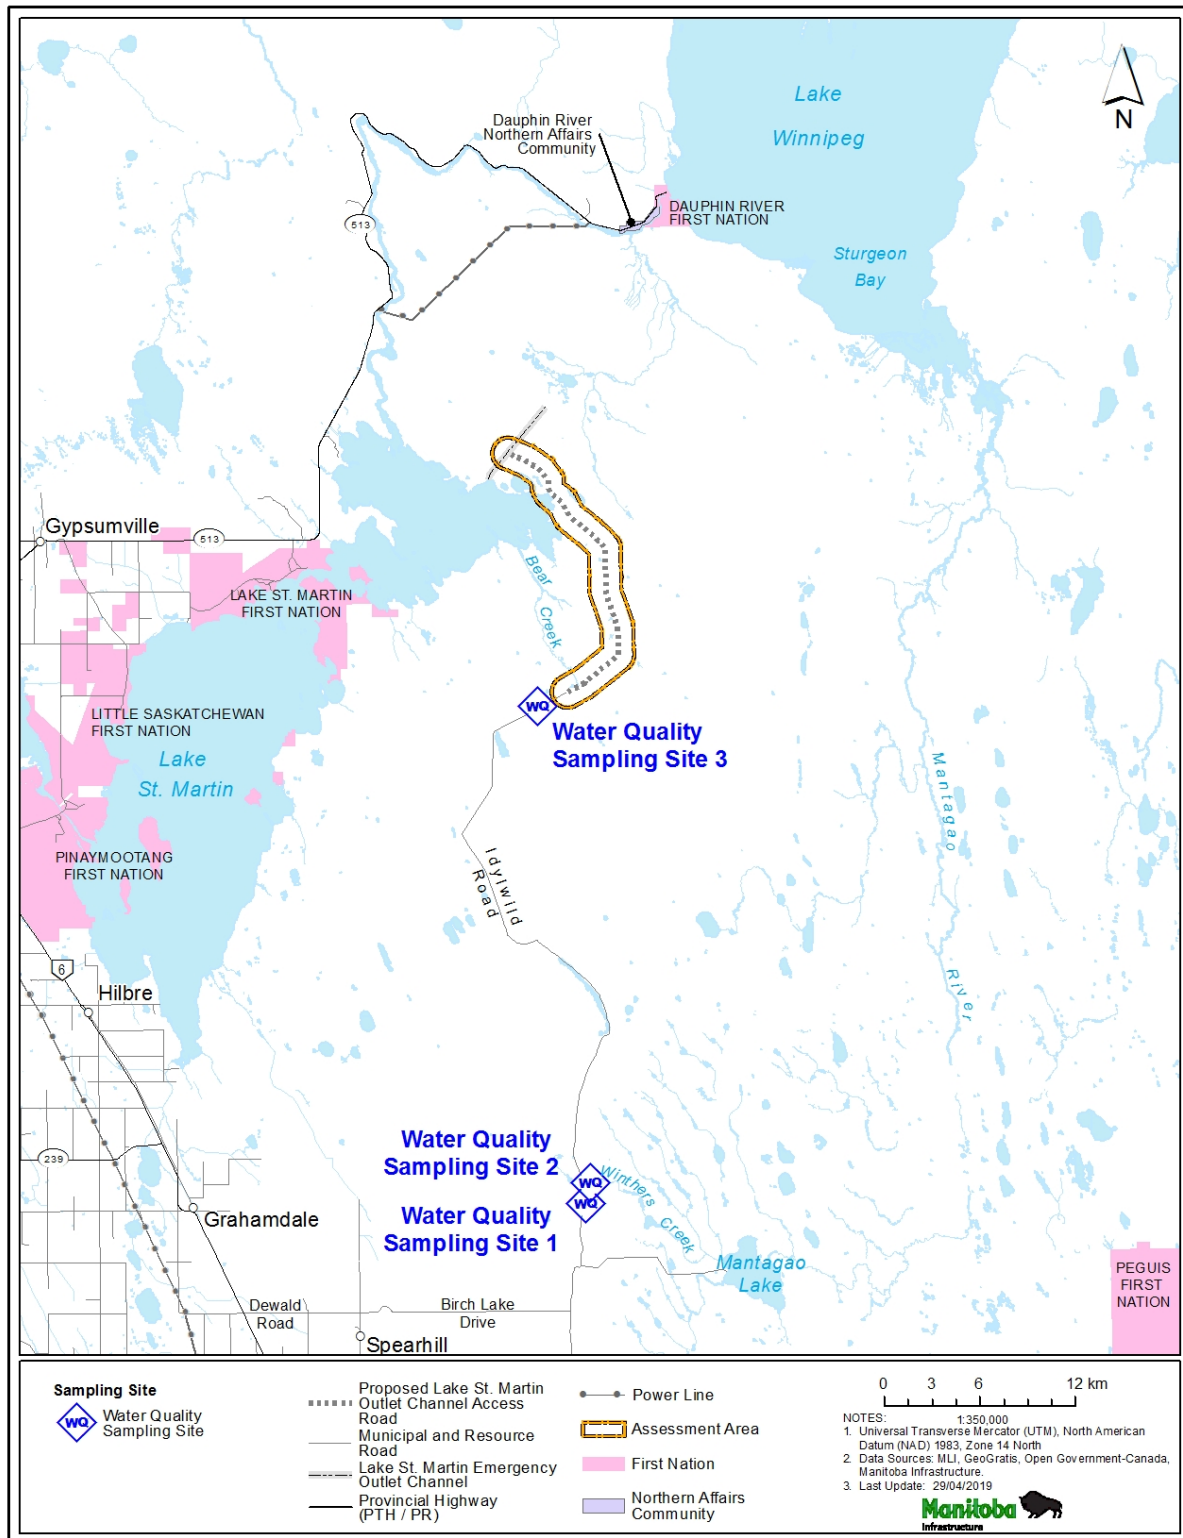 Lake
Winnipeg
N
Dauphin River
Northern Affairs
Community
DAUPHIN RIVER
FIRST NATION
513
Sturgeon
Bay
Gypsumville
513
Bear Creek
LAKE ST. MARTIN
FIRST NATION
LITTLE SASKATCHEWAN
FIRST NATION
Lake
St. Martin
WQ
Water Quality
Sampling Site 3
Mantagao River
PINAYMOOTANG
FIRST NATION
Idylwild
Road
6
Hilbre
239
Water Quality
Sampling Site 2
WQ
Winthers Creek
WQ
Water Quality
Sampling Site 1
Grahamdale
Mantagao
Lake
PEGUIS
FIRST
NATION
Dewald
Road
Birch Lake
Drive
Spearhill
Sampling Site
WQ
Water Quality
Sampling Site
Proposed Lake St. Martin
Outlet Channel Access
Road
Municipal and Resource
Road
Lake St. Martin Emergency
Outlet Channel
Provincial Highway
(PTH / PR)
Power Line
Assessment Area
First Nation
Northern Affairs
Community
0 3 6 12 km
1:350,000
NOTES:
1. Universal Transverse Mercator (UTM), North American
Datum (NAD) 1983, Zone 14 North
2. Data Sources: MLI, GeoGratis, Open Government-Canada,
Manitoba Infrastructure.
3. Last Update: 29/04/2019
Manitoba
Infrastructure